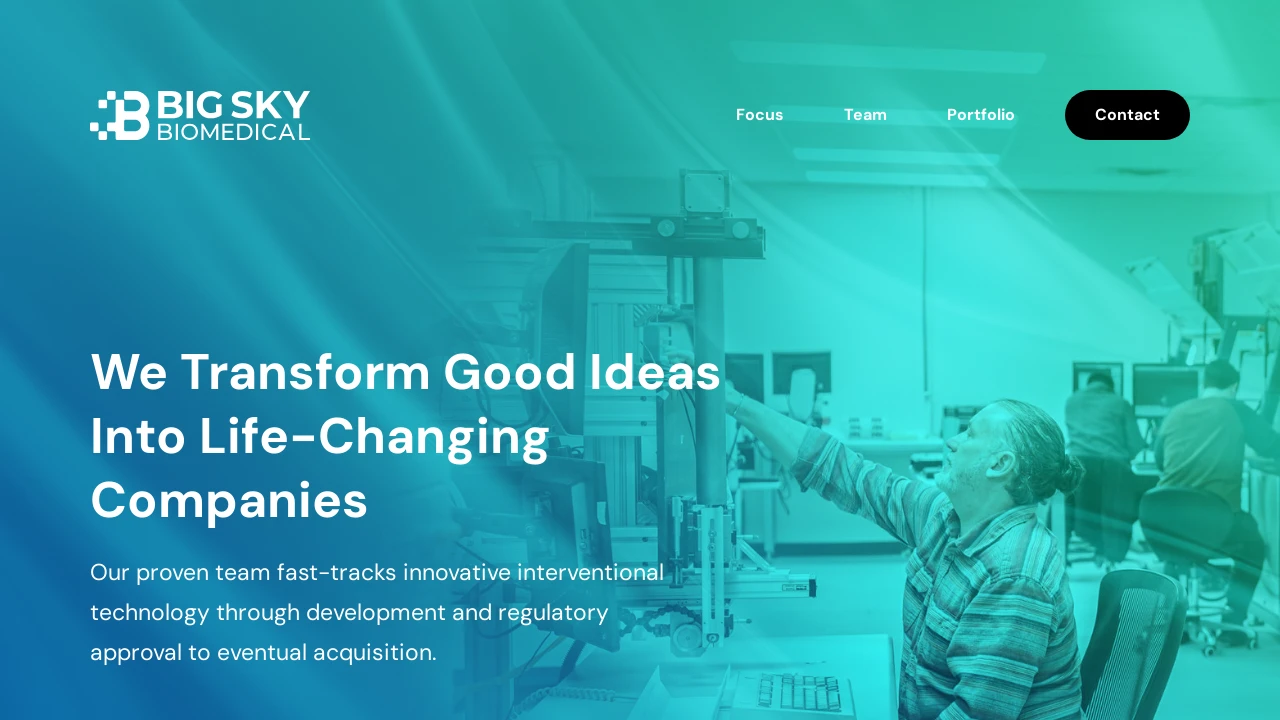 BIG SKY
BIOMEDICAL
Focus
Team
Portfolio
Contact
We Transform Good Ideas
Into Life-Changing
Companies
Our proven team fast-tracks innovative interventional
technology through development and regulatory
approval to eventual acquisition.